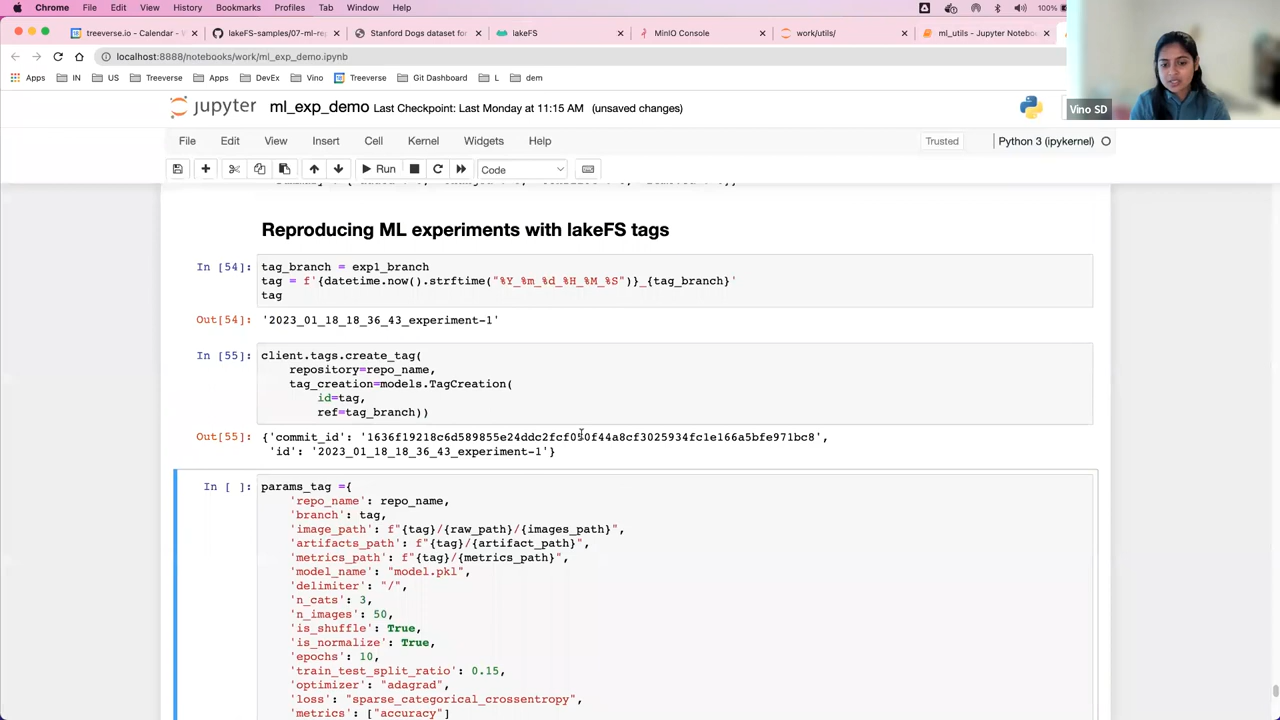 Chrome File Edit View History Bookmarks Profiles Tab Window Help 100%
treeverse.io - Calendar - W lakeFS-samples/07-ml-rep Stanford Dogs dataset for lakeFS MinIO Console work/utils/ ml_utils - Jupyter Notebook
localhost:8888/notebooks/work/ml_exp_demo.ipynb
Apps IN US Treeverse Apps DevEx Vino Treeverse Git/Github L dem
Vino SD
jupyter ml_exp_demo Last Checkpoint: Last Monday at 11:15 AM (unsaved changes)
File Edit View Insert Cell Kernel Widgets Help Trusted Python 3 (ipykernel)
Run Code
Reproducing ML experiments with lakeFS tags
In [54]: tag_branch = exp1_branch
tag = f'{datetime.now().strftime("%Y_%m_%d_%H_%M_%S")}_{tag_branch}'
tag
Out[54]: '2023_01_18_18_36_43_experiment-1'
In [55]: client.tags.create_tag(
repository=repo_name,
tag_creation=models.TagCreation(
id=tag,
ref=tag_branch))
Out[55]: {'commit_id': '1636f19218c6d589855e24ddc2fcf050f44a8cf3025934fc1e166a5bfe971bc8',
'id': '2023_01_18_18_36_43_experiment-1'}
In [ ]: params_tag ={
'repo_name': repo_name,
'branch': tag,
'image_path': f"{tag}/{raw_path}/{images_path}",
'artifacts_path': f"{tag}/{artifact_path}",
'metrics_path': f"{tag}/{metrics_path}",
'model_name': "model.pkl",
'delimiter': "/",
'n_cats': 3,
'n_images': 50,
'is_shuffle': True,
'is_normalize': True,
'epochs': 10,
'train_test_split_ratio': 0.15,
'optimizer': "adagrad",
'loss': "sparse_categorical_crossentropy",
'metrics': ["accuracy"]